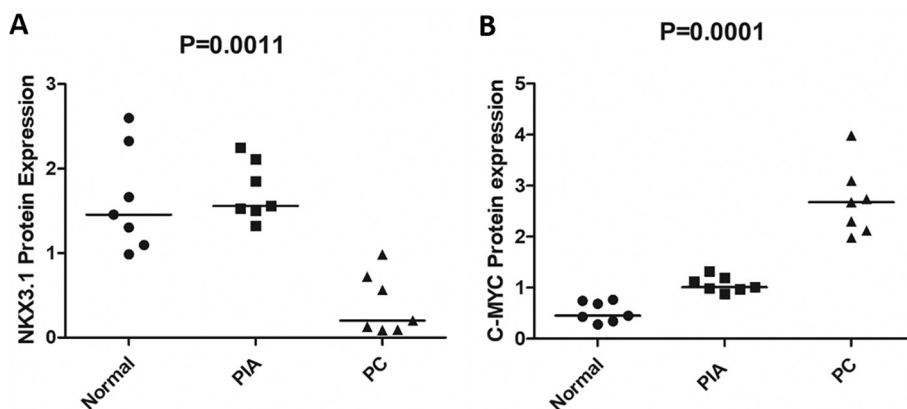 A
P=0.0011
NKX3.1 Protein Expression
3
2
1
0
Normal
PIA
PC
B
P=0.0001
C-MYC Protein expression
5
4
3
2
1
0
Normal
PIA
PC